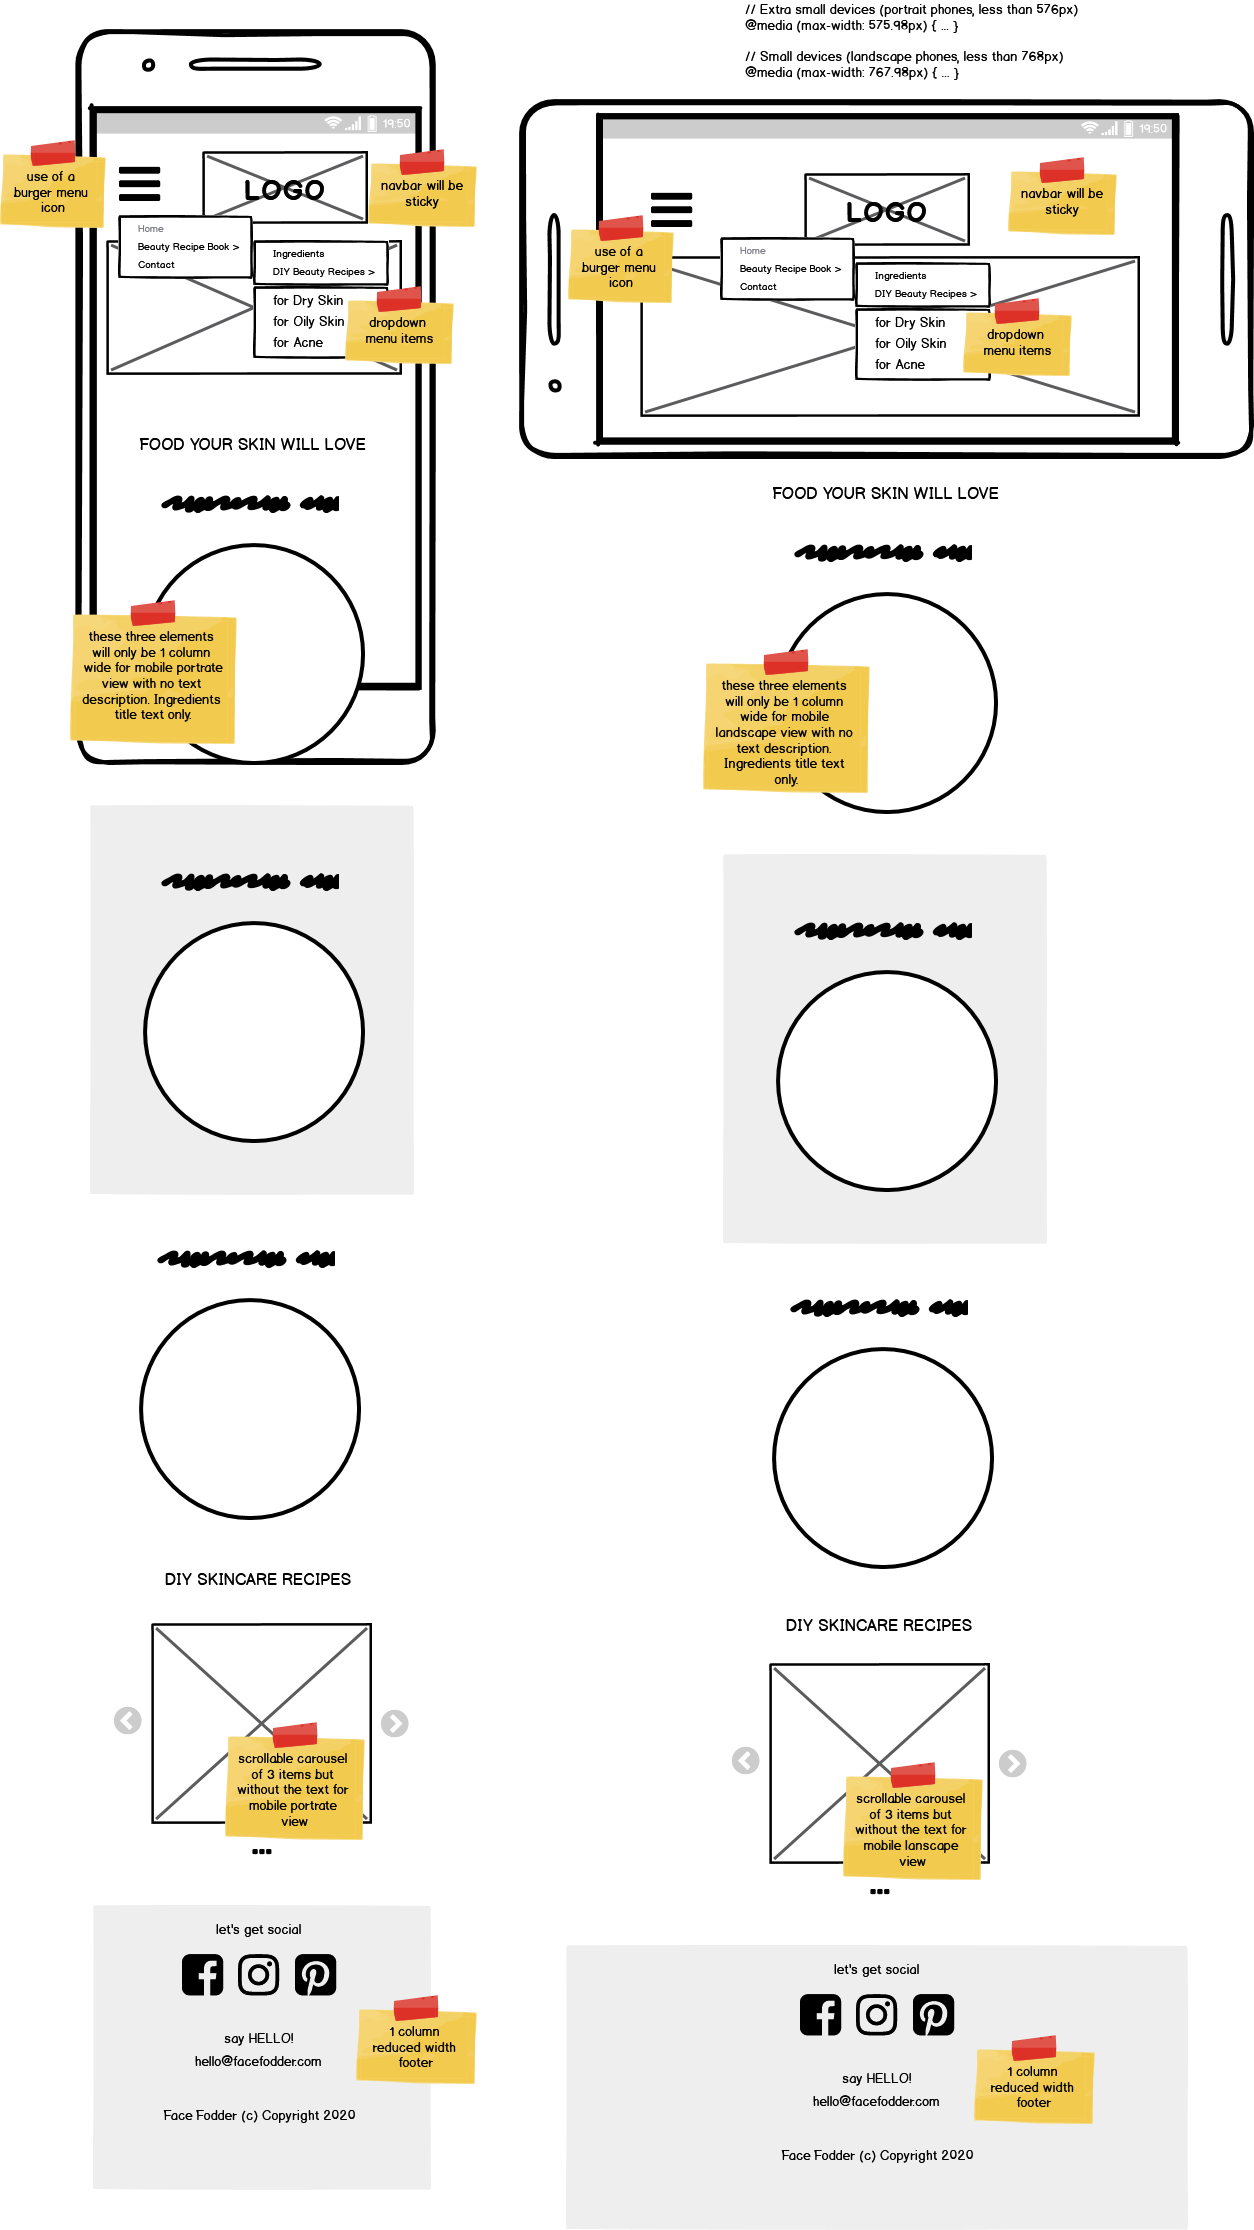 // Extra small devices (portrait phones, less than 576px)
@media (max-width: 575.98px) { ... }
// Small devices (landscape phones, less than 768px)
@media (max-width: 767.98px) { ... }
19:50
use of a
burger menu
icon
LOGO
navbar will be
sticky
Home
Beauty Recipe Book >
Contact
Ingredients
DIY Beauty Recipes >
for Dry Skin
for Oily Skin
for Acne
dropdown
menu items
FOOD YOUR SKIN WILL LOVE
these three elements
will only be 1 column
wide for mobile portrate
view with no text
description. Ingredients
title text only.
DIY SKINCARE RECIPES
scrollable carousel
of 3 items but
without the text for
mobile portrate
view
let's get social
say HELLO!
hello@facefodder.com
1 column
reduced width
footer
Face Fodder (c) Copyright 2020
19:50
use of a
burger menu
icon
LOGO
navbar will be
sticky
Home
Beauty Recipe Book >
Contact
Ingredients
DIY Beauty Recipes >
for Dry Skin
for Oily Skin
for Acne
dropdown
menu items
FOOD YOUR SKIN WILL LOVE
these three elements
will only be 1 column
wide for mobile
landscape view with no
text description.
Ingredients title text
only.
DIY SKINCARE RECIPES
scrollable carousel
of 3 items but
without the text for
mobile lanscape
view
let's get social
say HELLO!
hello@facefodder.com
1 column
reduced width
footer
Face Fodder (c) Copyright 2020